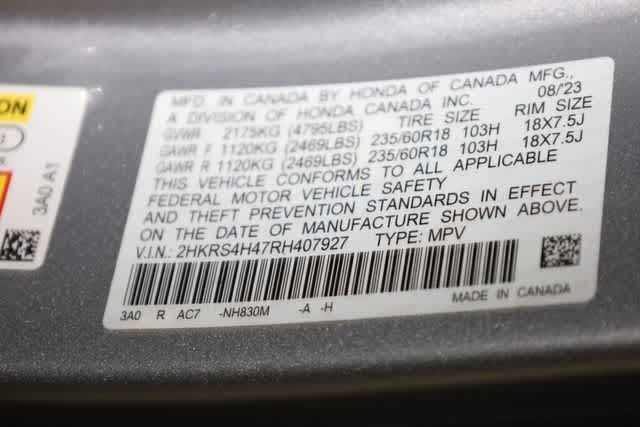 ON
3A0 A1
MFD. IN CANADA BY HONDA OF CANADA MFG.,
A DIVISION OF HONDA CANADA INC. 08/'23
GVWR 2175KG (4795LBS) TIRE SIZE RIM SIZE
GAWR F 1120KG (2469LBS) 235/60R18 103H 18X7.5J
GAWR R 1120KG (2469LBS) 235/60R18 103H 18X7.5J
THIS VEHICLE CONFORMS TO ALL APPLICABLE
FEDERAL MOTOR VEHICLE SAFETY
AND THEFT PREVENTION STANDARDS IN EFFECT
ON THE DATE OF MANUFACTURE SHOWN ABOVE.
V.I.N.: 2HKRS4H47RH407927 TYPE: MPV
3A0 R AC7 -NH830M -A -H MADE IN CANADA